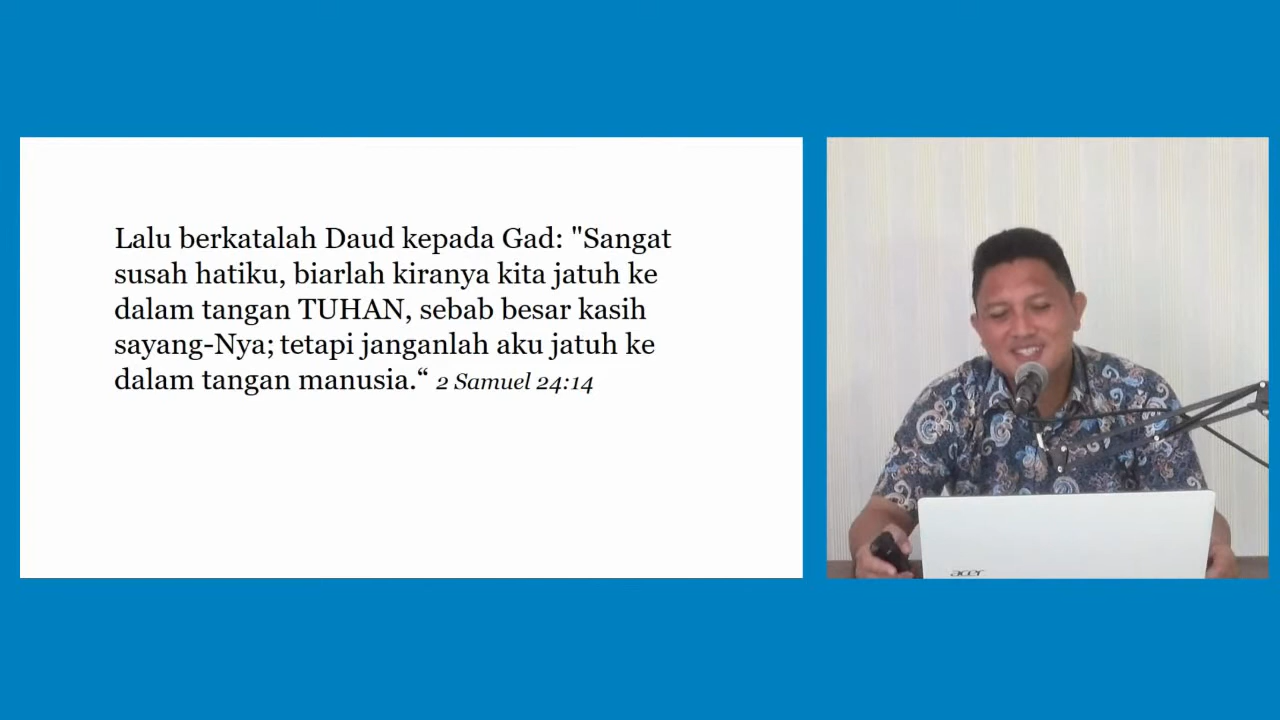 Lalu berkatalah Daud kepada Gad: "Sangat
susah hatiku, biarlah kiranya kita jatuh ke
dalam tangan TUHAN, sebab besar kasih
sayang-Nya; tetapi janganlah aku jatuh ke
dalam tangan manusia.“ 2 Samuel 24:14
acer